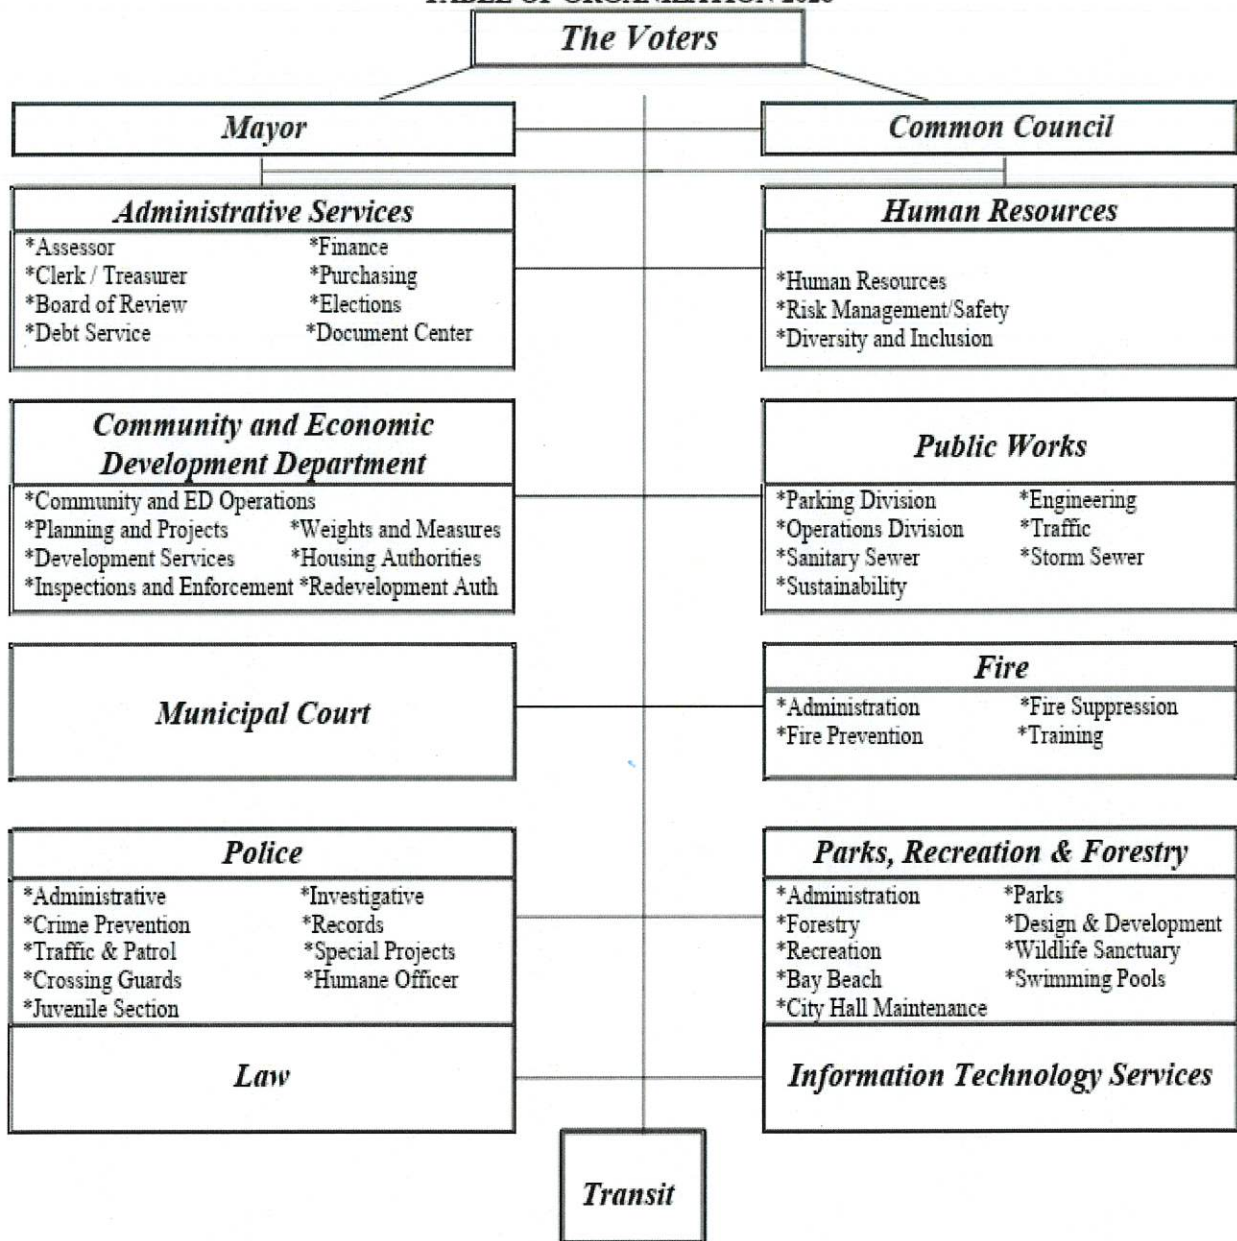 The Voters
Mayor
Common Council
Administrative Services
*Assessor *Finance
*Clerk / Treasurer *Purchasing
*Board of Review *Elections
*Debt Service *Document Center
Human Resources
*Human Resources
*Risk Management/Safety
*Diversity and Inclusion
Community and Economic
Development Department
*Community and ED Operations
*Planning and Projects *Weights and Measures
*Development Services *Housing Authorities
*Inspections and Enforcement *Redevelopment Auth
Public Works
*Parking Division *Engineering
*Operations Division *Traffic
*Sanitary Sewer *Storm Sewer
*Sustainability
Municipal Court
Fire
*Administration *Fire Suppression
*Fire Prevention *Training
Police
*Administrative *Investigative
*Crime Prevention *Records
*Traffic & Patrol *Special Projects
*Crossing Guards *Humane Officer
*Juvenile Section
Parks, Recreation & Forestry
*Administration *Parks
*Forestry *Design & Development
*Recreation *Wildlife Sanctuary
*Bay Beach *Swimming Pools
*City Hall Maintenance
Law
Information Technology Services
Transit